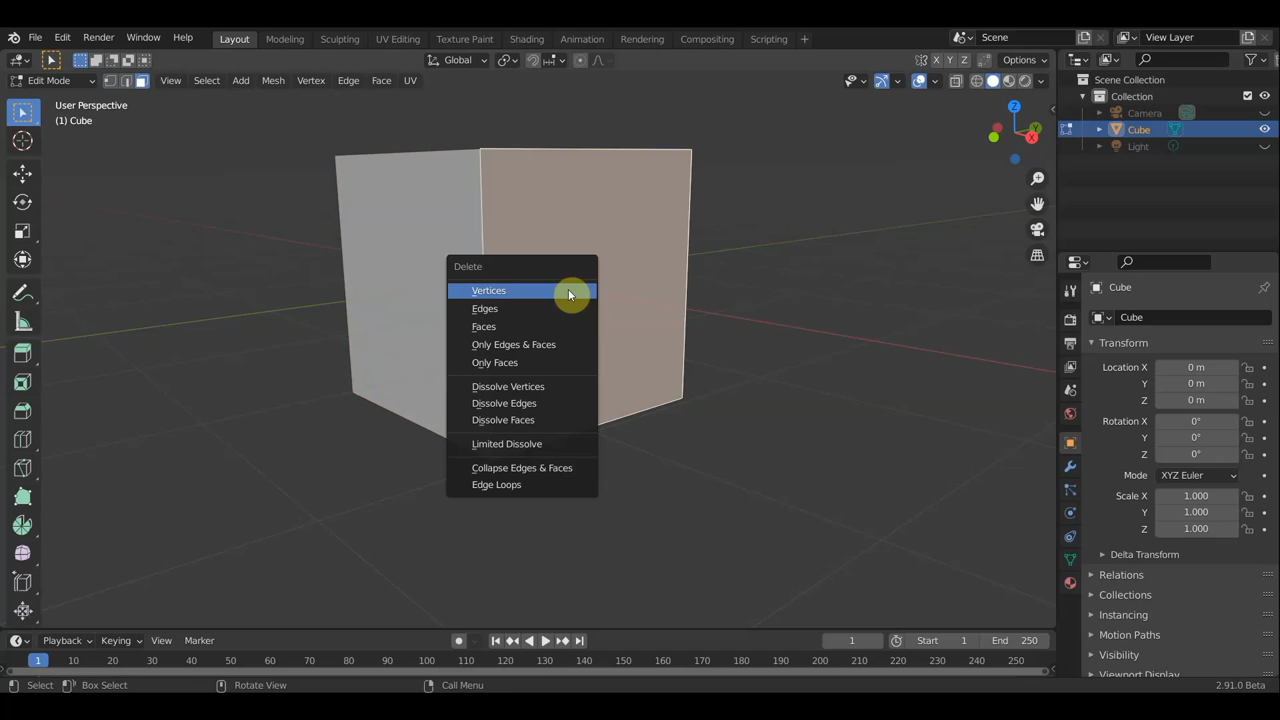 File Edit Render Window Help Layout Modeling Sculpting UV Editing Texture Paint Shading Animation Rendering Compositing Scripting + Scene View Layer
Global X Y Z Options
Edit Mode View Select Add Mesh Vertex Edge Face UV
User Perspective
(1) Cube
Z
Y
X
Delete
Vertices
Edges
Faces
Only Edges & Faces
Only Faces
Dissolve Vertices
Dissolve Edges
Dissolve Faces
Limited Dissolve
Collapse Edges & Faces
Edge Loops
Scene Collection
Collection
Camera
Cube
Light
Cube
Cube
Transform
Location X 0 m
Y 0 m
Z 0 m
Rotation X 0°
Y 0°
Z 0°
Mode XYZ Euler
Scale X 1.000
Y 1.000
Z 1.000
Delta Transform
Relations
Collections
Instancing
Motion Paths
Visibility
Viewport Display
Playback Keying View Marker 1 Start 1 End 250
1 10 20 30 40 50 60 70 80 90 100 110 120 130 140 150 160 170 180 190 200 210 220 230 240 250
Select Box Select Rotate View Call Menu 2.91.0 Beta